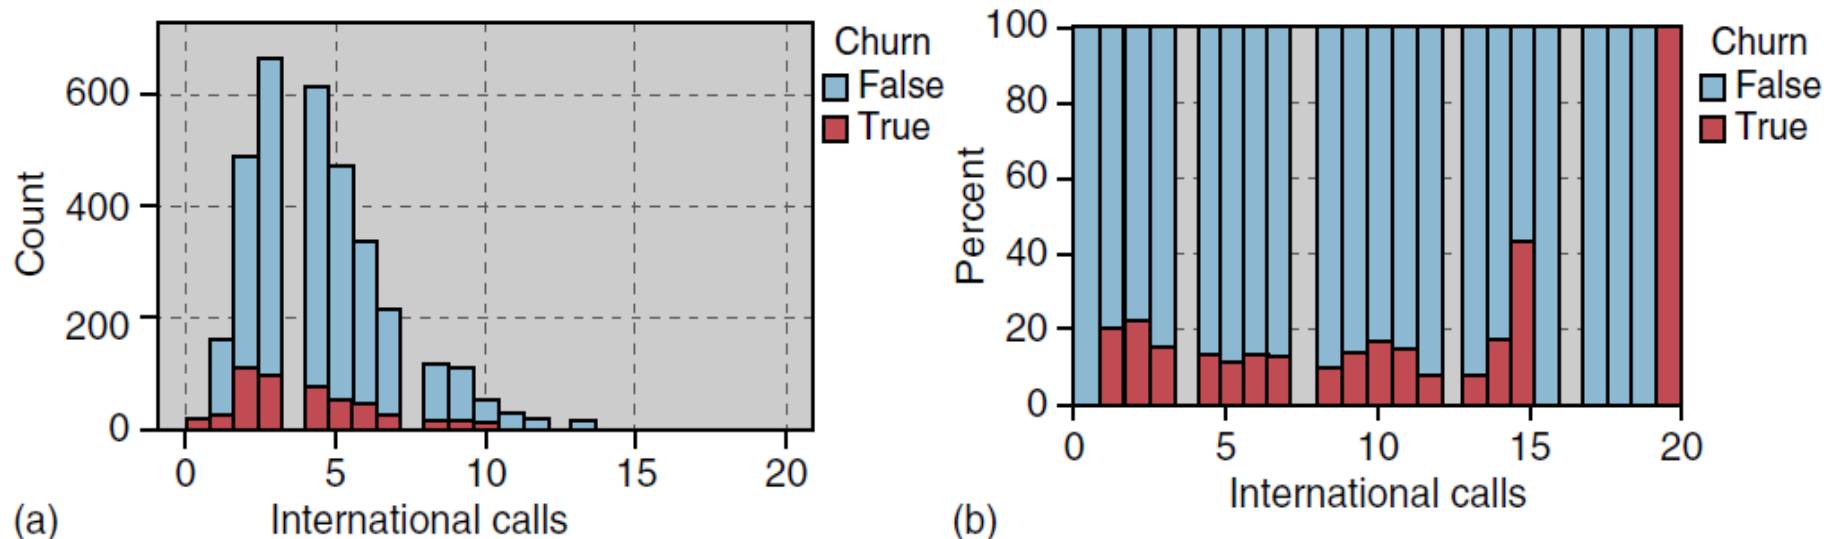 Churn
False
True
600
400
200
0
Count
0 5 10 15 20
International calls
(a)
100
80
60
40
20
0
Percent
0 5 10 15 20
International calls
(b)
Churn
False
True